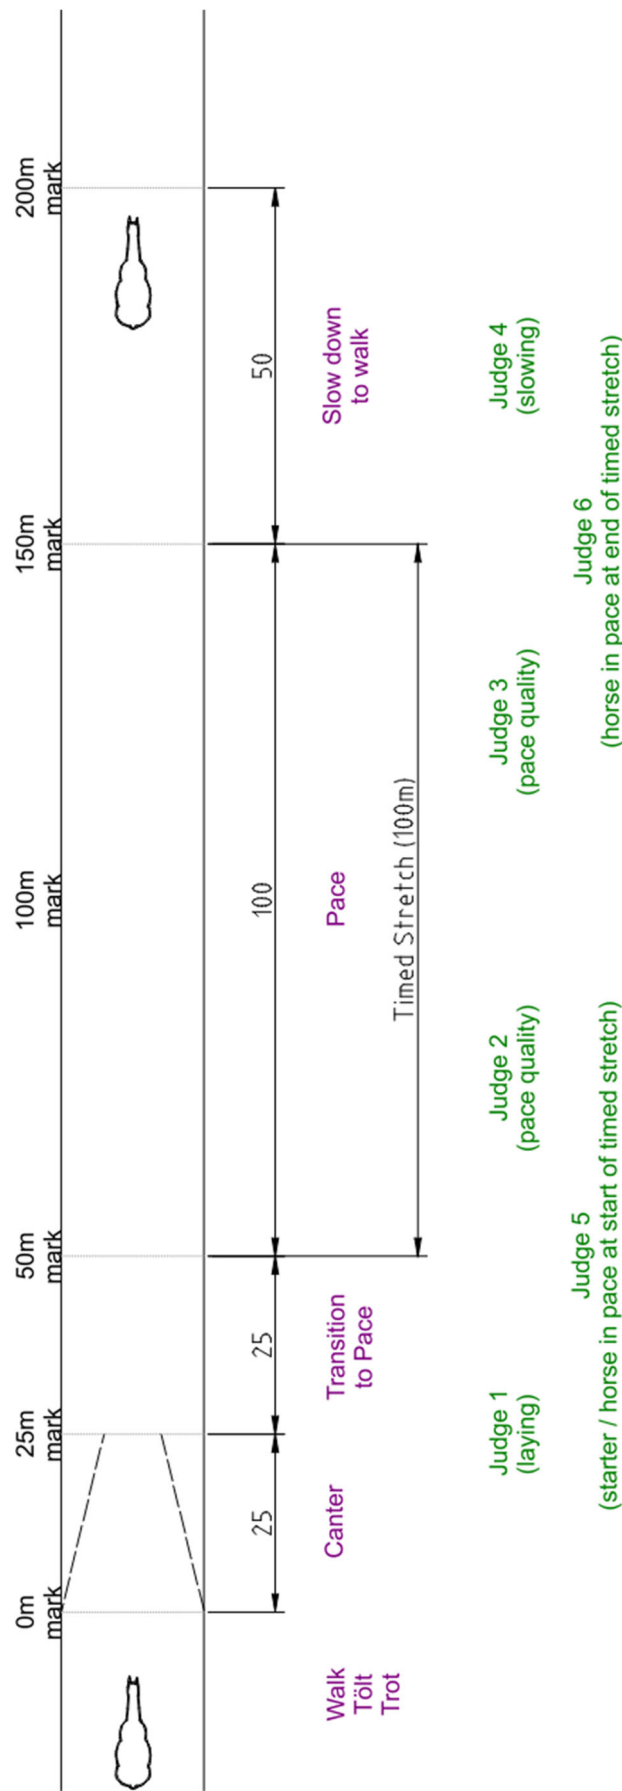 0m
mark
25m
mark
50m
mark
100m
mark
150m
mark
200m
mark
25
25
100
50
Timed Stretch (100m)
Walk
Tölt
Trot
Canter
Transition
to Pace
Pace
Slow down
to walk
Judge 1
(laying)
Judge 2
(pace quality)
Judge 3
(pace quality)
Judge 4
(slowing)
Judge 5
(starter / horse in pace at start of timed stretch)
Judge 6
(horse in pace at end of timed stretch)